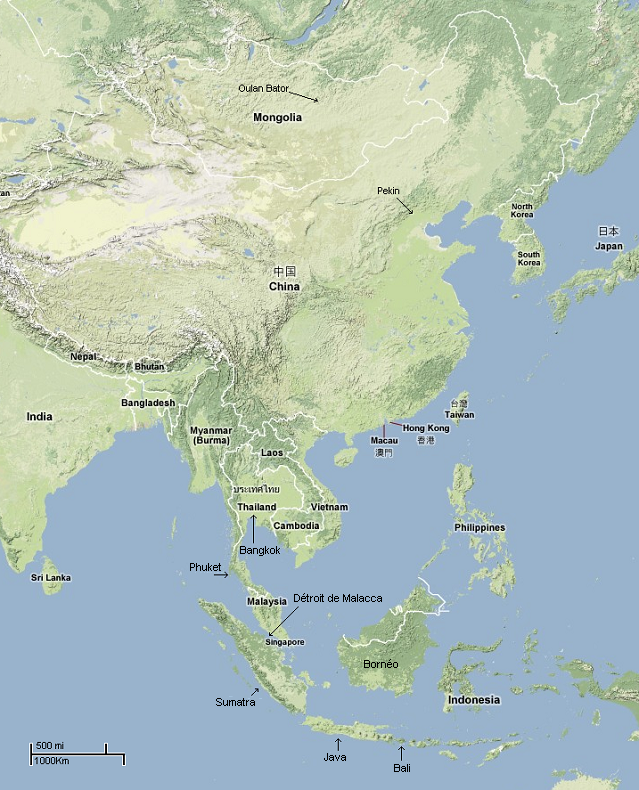 Oulan Bator
Mongolia
Pekin
an
North
Korea
South
Korea
日本
Japan
中国
China
Nepal
Bhutan
Bangladesh
India
Myanmar
(Burma)
台灣
Taiwan
Hong Kong
香港
Macau
澳門
Laos
ประเทศไทย
Thailand
Vietnam
Cambodia
Bangkok
Philippines
Sri Lanka
Phuket
Malaysia
Détroit de Malacca
Singapore
Bornéo
Sumatra
Indonesia
Java
Bali
500 mi
1000Km